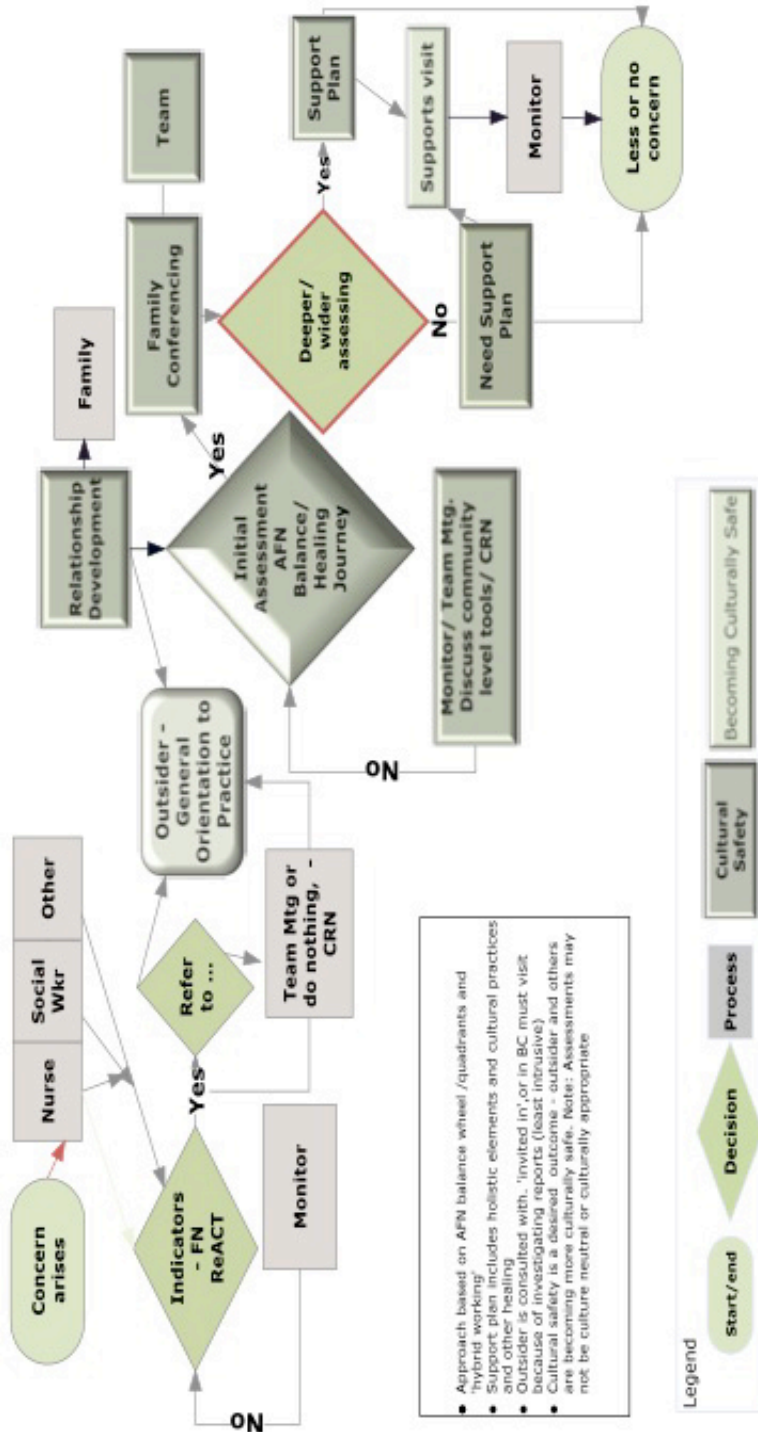 Concern
arises
Nurse
Social
Wkr
Other
Indicators
- FN
ReACT
No
Monitor
Yes
Refer
to ...
Team Mtg or
do nothing, -
CRN
Outsider -
General
Orientation to
Practice
Relationship
Development
Family
Initial
Assessment
AFN
Balance/
Healing
Journey
No
Monitor/ Team Mtg.
Discuss community
level tools/ CRN
Yes
Family
Conferencing
Team
Deeper/
wider
assessing
Yes
Support
Plan
No
Need Support
Plan
Supports visit
Monitor
Less or no
concern
• Approach based on AFN balance wheel /quadrants and
'hybrid working'
• Support plan includes holistic elements and cultural practices
and other healing
• Outsider is consulted with. 'invited in',or in BC must visit
because of investigating reports (least intrusive)
• Cultural safety is a desired outcome - outsider and others
are becoming more culturally safe. Note: Assessments may
not be culture neutral or culturally appropriate
Legend
Start/end
Decision
Process
Cultural
Safety
Becoming Culturally Safe